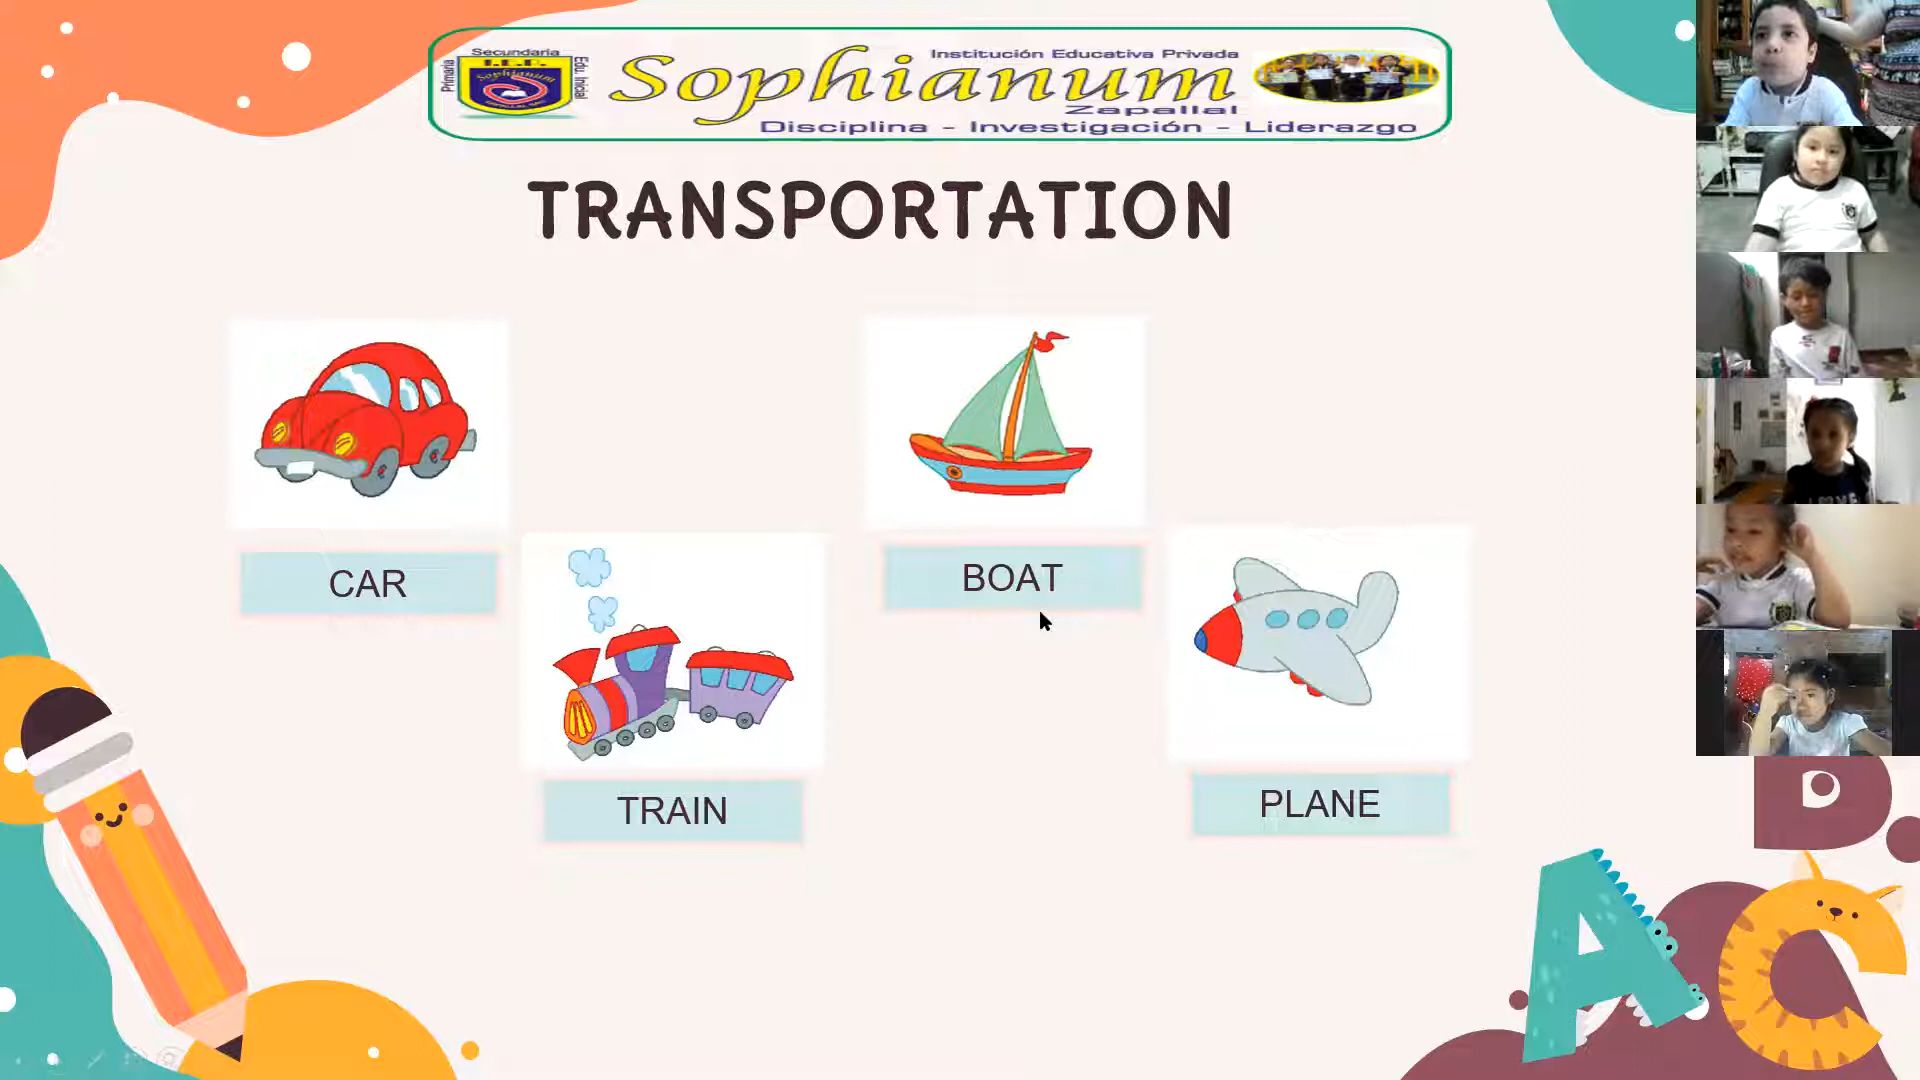 Secundaria
Primaria
Edu. Inicial
I.E.P.
Sophianum
Institución Educativa Privada
Sophianum
Zapallal
Disciplina - Investigación - Liderazgo
TRANSPORTATION
CAR
BOAT
TRAIN
PLANE
A
C